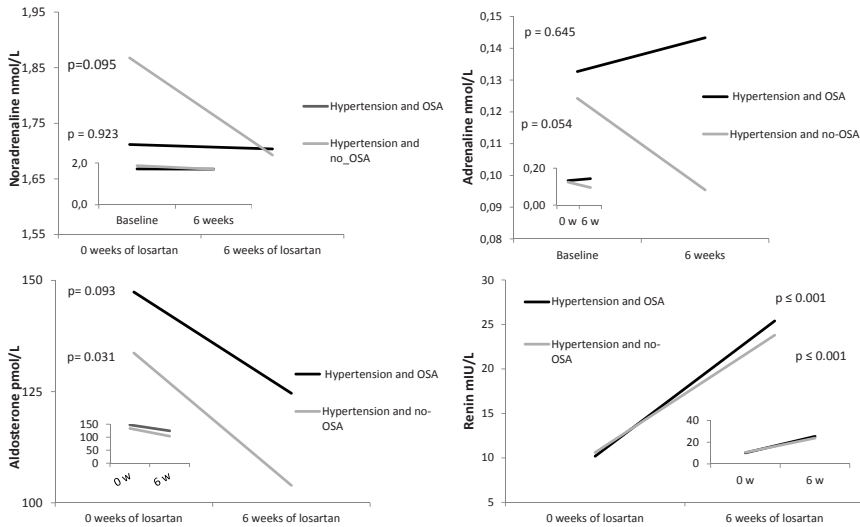 Noradrenaline nmol/L
1,95
1,85
1,75
1,65
1,55
p=0.095
p = 0.923
Hypertension and OSA
Hypertension and
no_OSA
2,0
0,0
Baseline
6 weeks
0 weeks of losartan
6 weeks of losartan
Adrenaline nmol/L
0,15
0,14
0,13
0,12
0,11
0,10
0,09
0,08
p = 0.645
p = 0.054
Hypertension and OSA
Hypertension and no-OSA
0,20
0,00
0 w
6 w
Baseline
6 weeks
Aldosterone pmol/L
150
125
100
p= 0.093
p= 0.031
Hypertension and OSA
Hypertension and no-
OSA
150
100
50
0
0 w
6 w
0 weeks of losartan
6 weeks of losartan
Renin mIU/L
30
25
20
15
10
5
Hypertension and OSA
Hypertension and no-
OSA
p ≤ 0.001
p ≤ 0.001
40
20
0
0 w
6 w
0 weeks of losartan
6 weeks of losartan